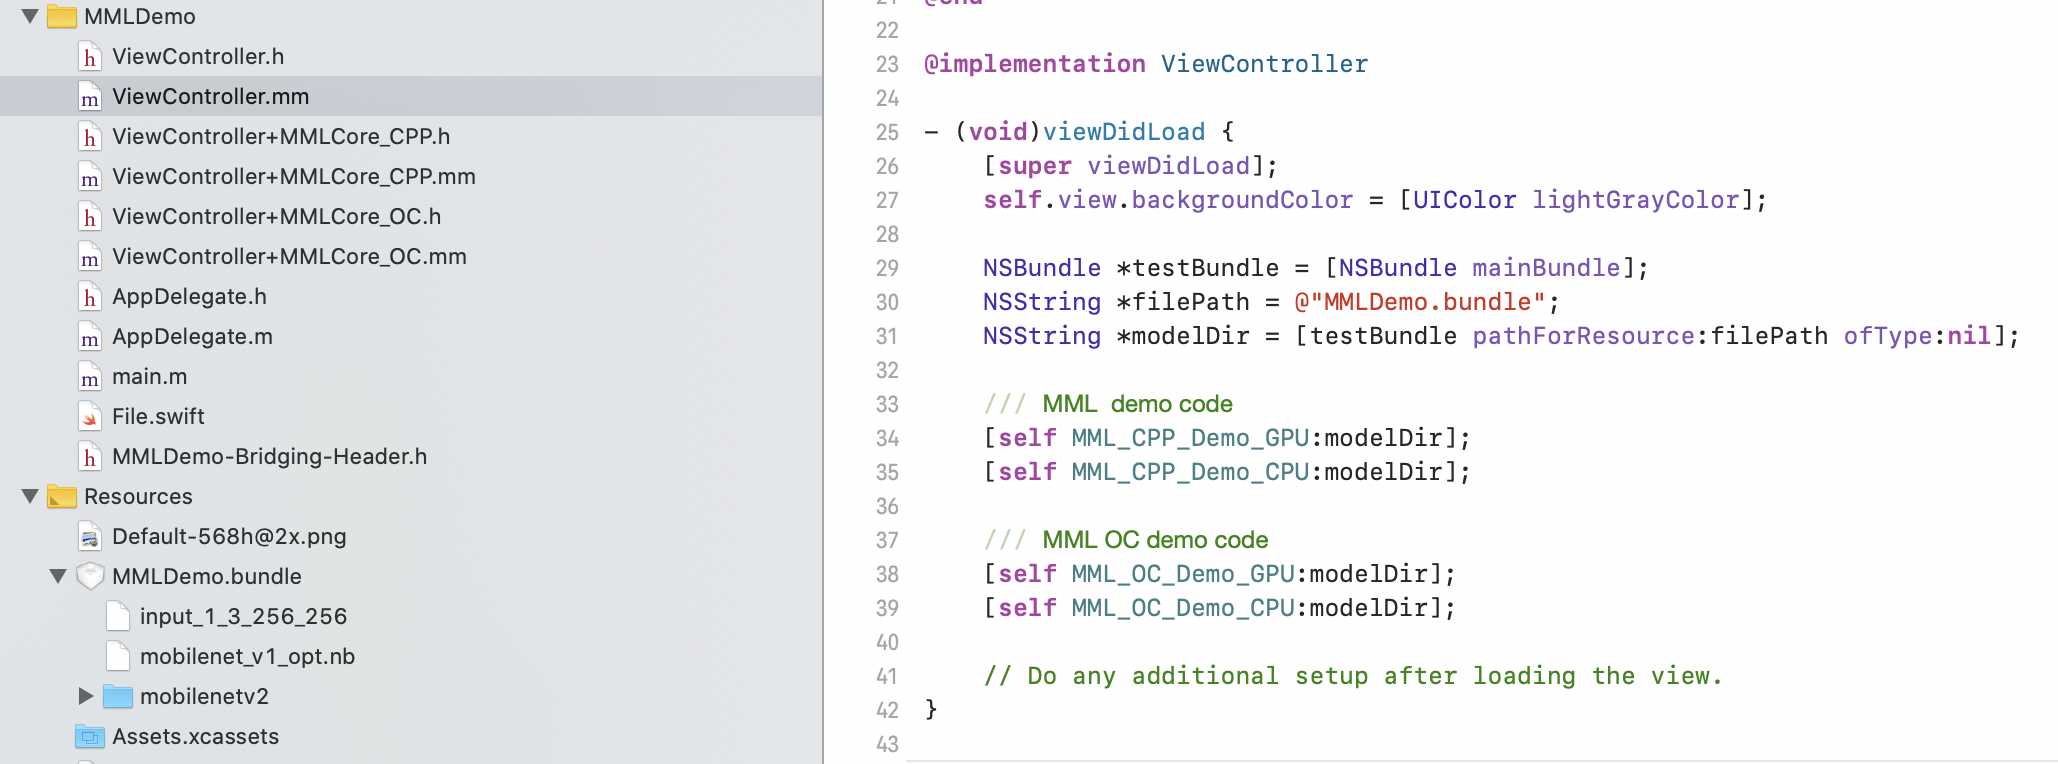 MMLDemo
ViewController.h
ViewController.mm
ViewController+MMLCore_CPP.h
ViewController+MMLCore_CPP.mm
ViewController+MMLCore_OC.h
ViewController+MMLCore_OC.mm
AppDelegate.h
AppDelegate.m
main.m
File.swift
MMLDemo-Bridging-Header.h
Resources
Default-568h@2x.png
MMLDemo.bundle
input_1_3_256_256
mobilenet_v1_opt.nb
mobilenetv2
Assets.xcassets
21 @end
22
23 @implementation ViewController
24
25 - (void)viewDidLoad {
26     [super viewDidLoad];
27     self.view.backgroundColor = [UIColor lightGrayColor];
28
29     NSBundle *testBundle = [NSBundle mainBundle];
30     NSString *filePath = @"MMLDemo.bundle";
31     NSString *modelDir = [testBundle pathForResource:filePath ofType:nil];
32
33     /// MML  demo code
34     [self MML_CPP_Demo_GPU:modelDir];
35     [self MML_CPP_Demo_CPU:modelDir];
36
37     /// MML OC demo code
38     [self MML_OC_Demo_GPU:modelDir];
39     [self MML_OC_Demo_CPU:modelDir];
40
41     // Do any additional setup after loading the view.
42 }
43